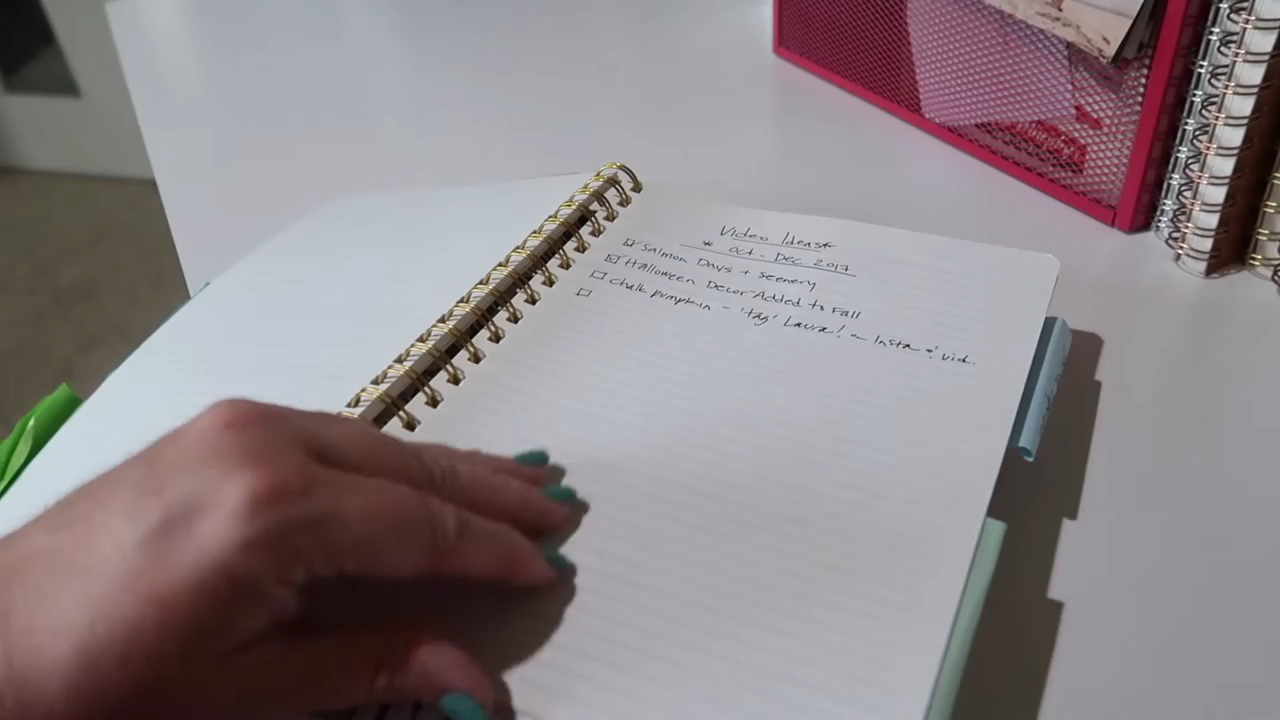 Video Ideas*
* Oct - Dec. 2017
☑ Salmon Days + Scenery
☑ Halloween Decor Added to Fall
☐ Chalk pumpkin - 'tag' Laura! on Insta & vid.
☐